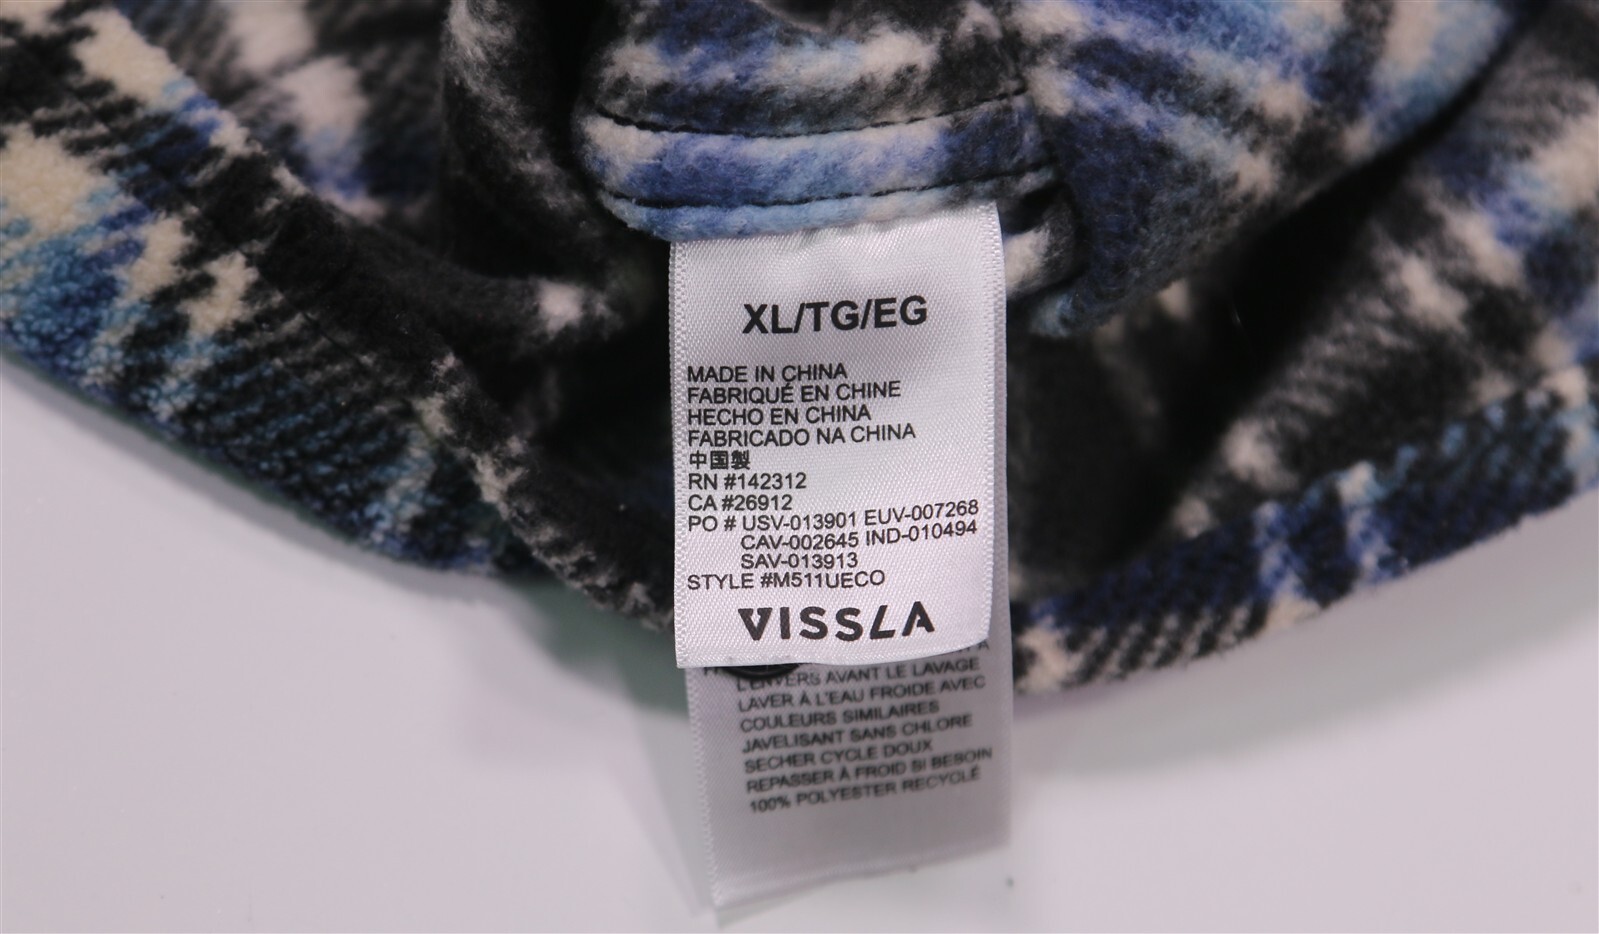 XL/TG/EG
MADE IN CHINA
FABRIQUÉ EN CHINE
HECHO EN CHINA
FABRICADO NA CHINA
中国製
RN #142312
CA #26912
PO # USV-013901 EUV-007268
CAV-002645 IND-010494
SAV-013913
STYLE #M511UECO
VISSLA
L'ENVERS AVANT LE LAVAGE
LAVER À L'EAU FROIDE AVEC
COULEURS SIMILAIRES
JAVELISANT SANS CHLORE
SECHER CYCLE DOUX
REPASSER À FROID SI BESOIN
100% POLYESTER RECYCLÉ